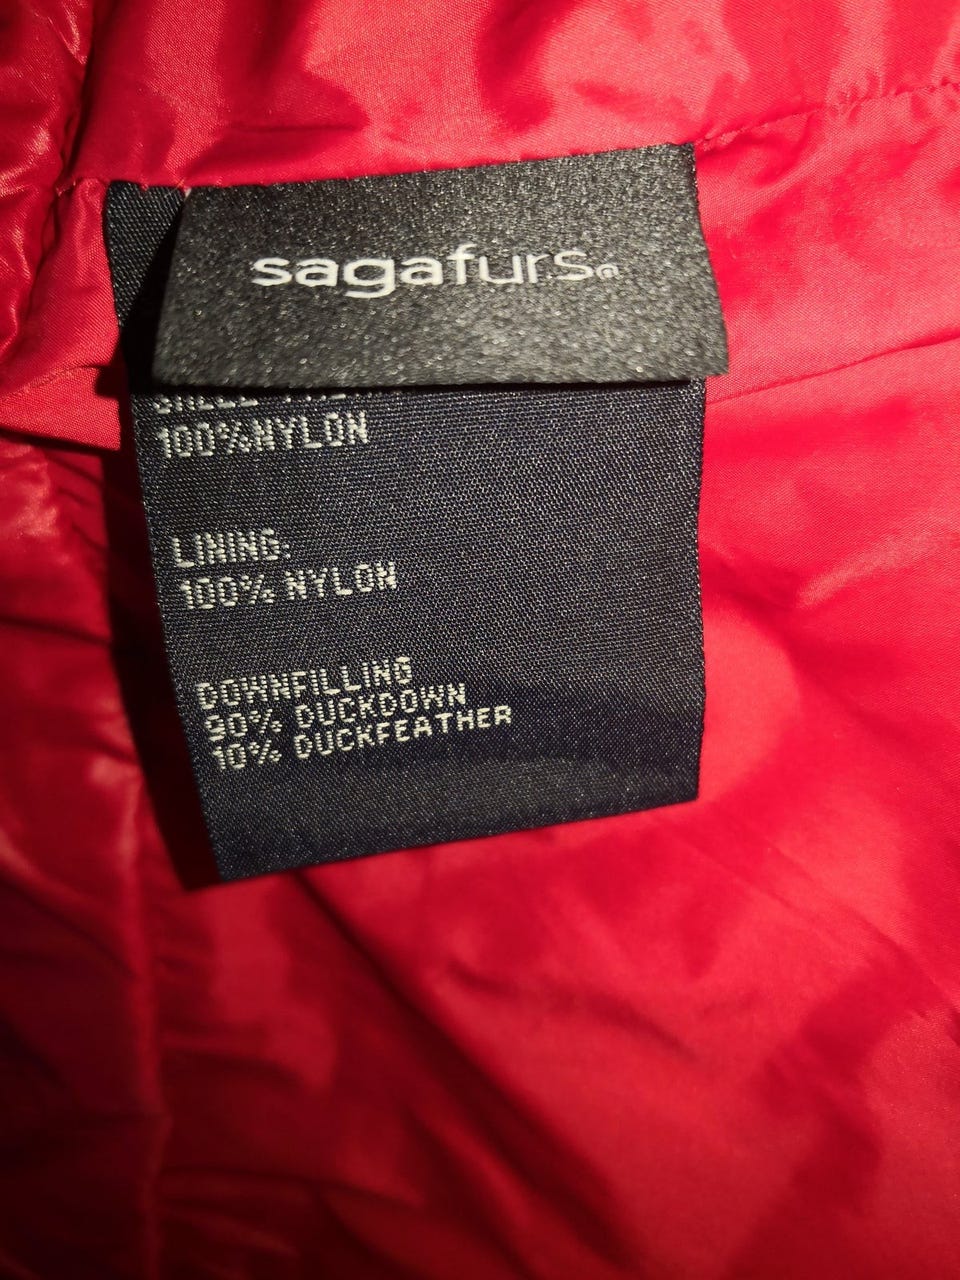 sagafurs®
100%NYLON
LINING:
100% NYLON
DOWNFILLING
90% DUCKDOWN
10% DUCKFEATHER